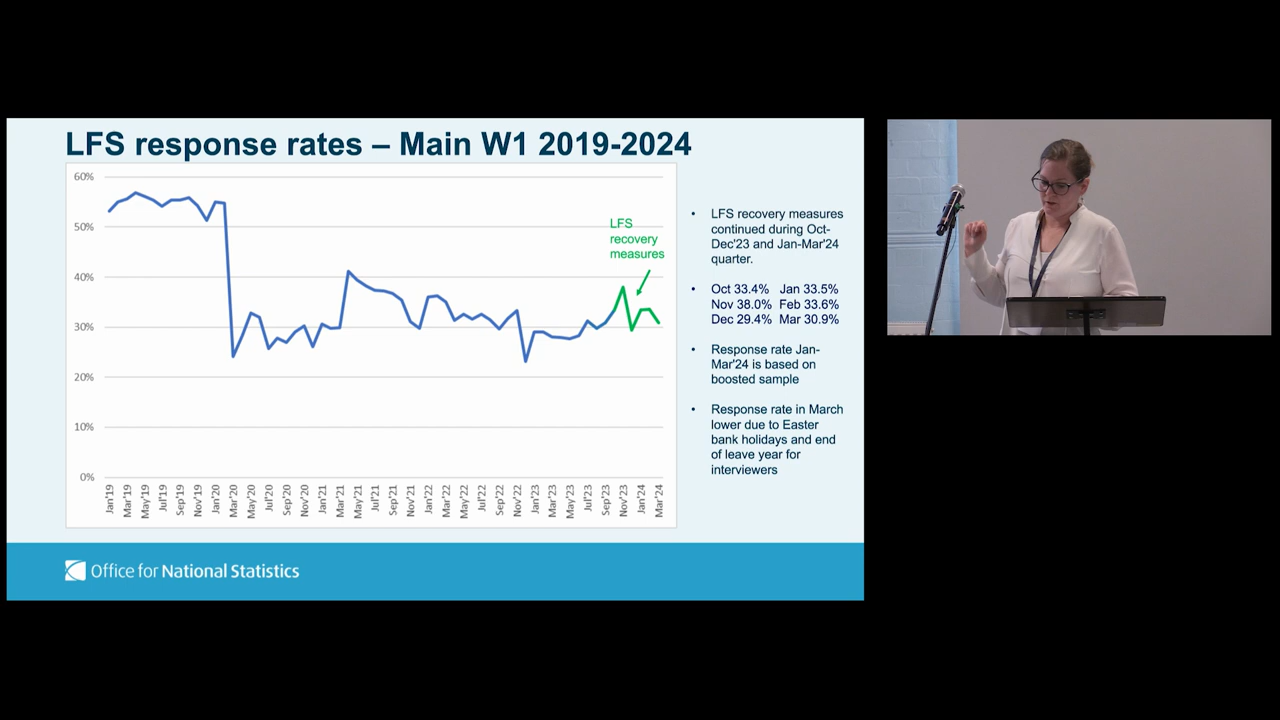 LFS response rates – Main W1 2019-2024
60%
50%
40%
30%
20%
10%
0%
LFS
recovery
measures
Jan'19
Mar'19
May'19
Jul'19
Sep'19
Nov'19
Jan'20
Mar'20
May'20
Jul'20
Sep'20
Nov'20
Jan'21
Mar'21
May'21
Jul'21
Sep'21
Nov'21
Jan'22
Mar'22
May'22
Jul'22
Sep'22
Nov'22
Jan'23
Mar'23
May'23
Jul'23
Sep'23
Nov'23
Jan'24
Mar'24
• LFS recovery measures
continued during Oct-
Dec'23 and Jan-Mar'24
quarter.
• Oct 33.4% Jan 33.5%
Nov 38.0% Feb 33.6%
Dec 29.4% Mar 30.9%
• Response rate Jan-
Mar'24 is based on
boosted sample
• Response rate in March
lower due to Easter
bank holidays and end
of leave year for
interviewers
Office for National Statistics